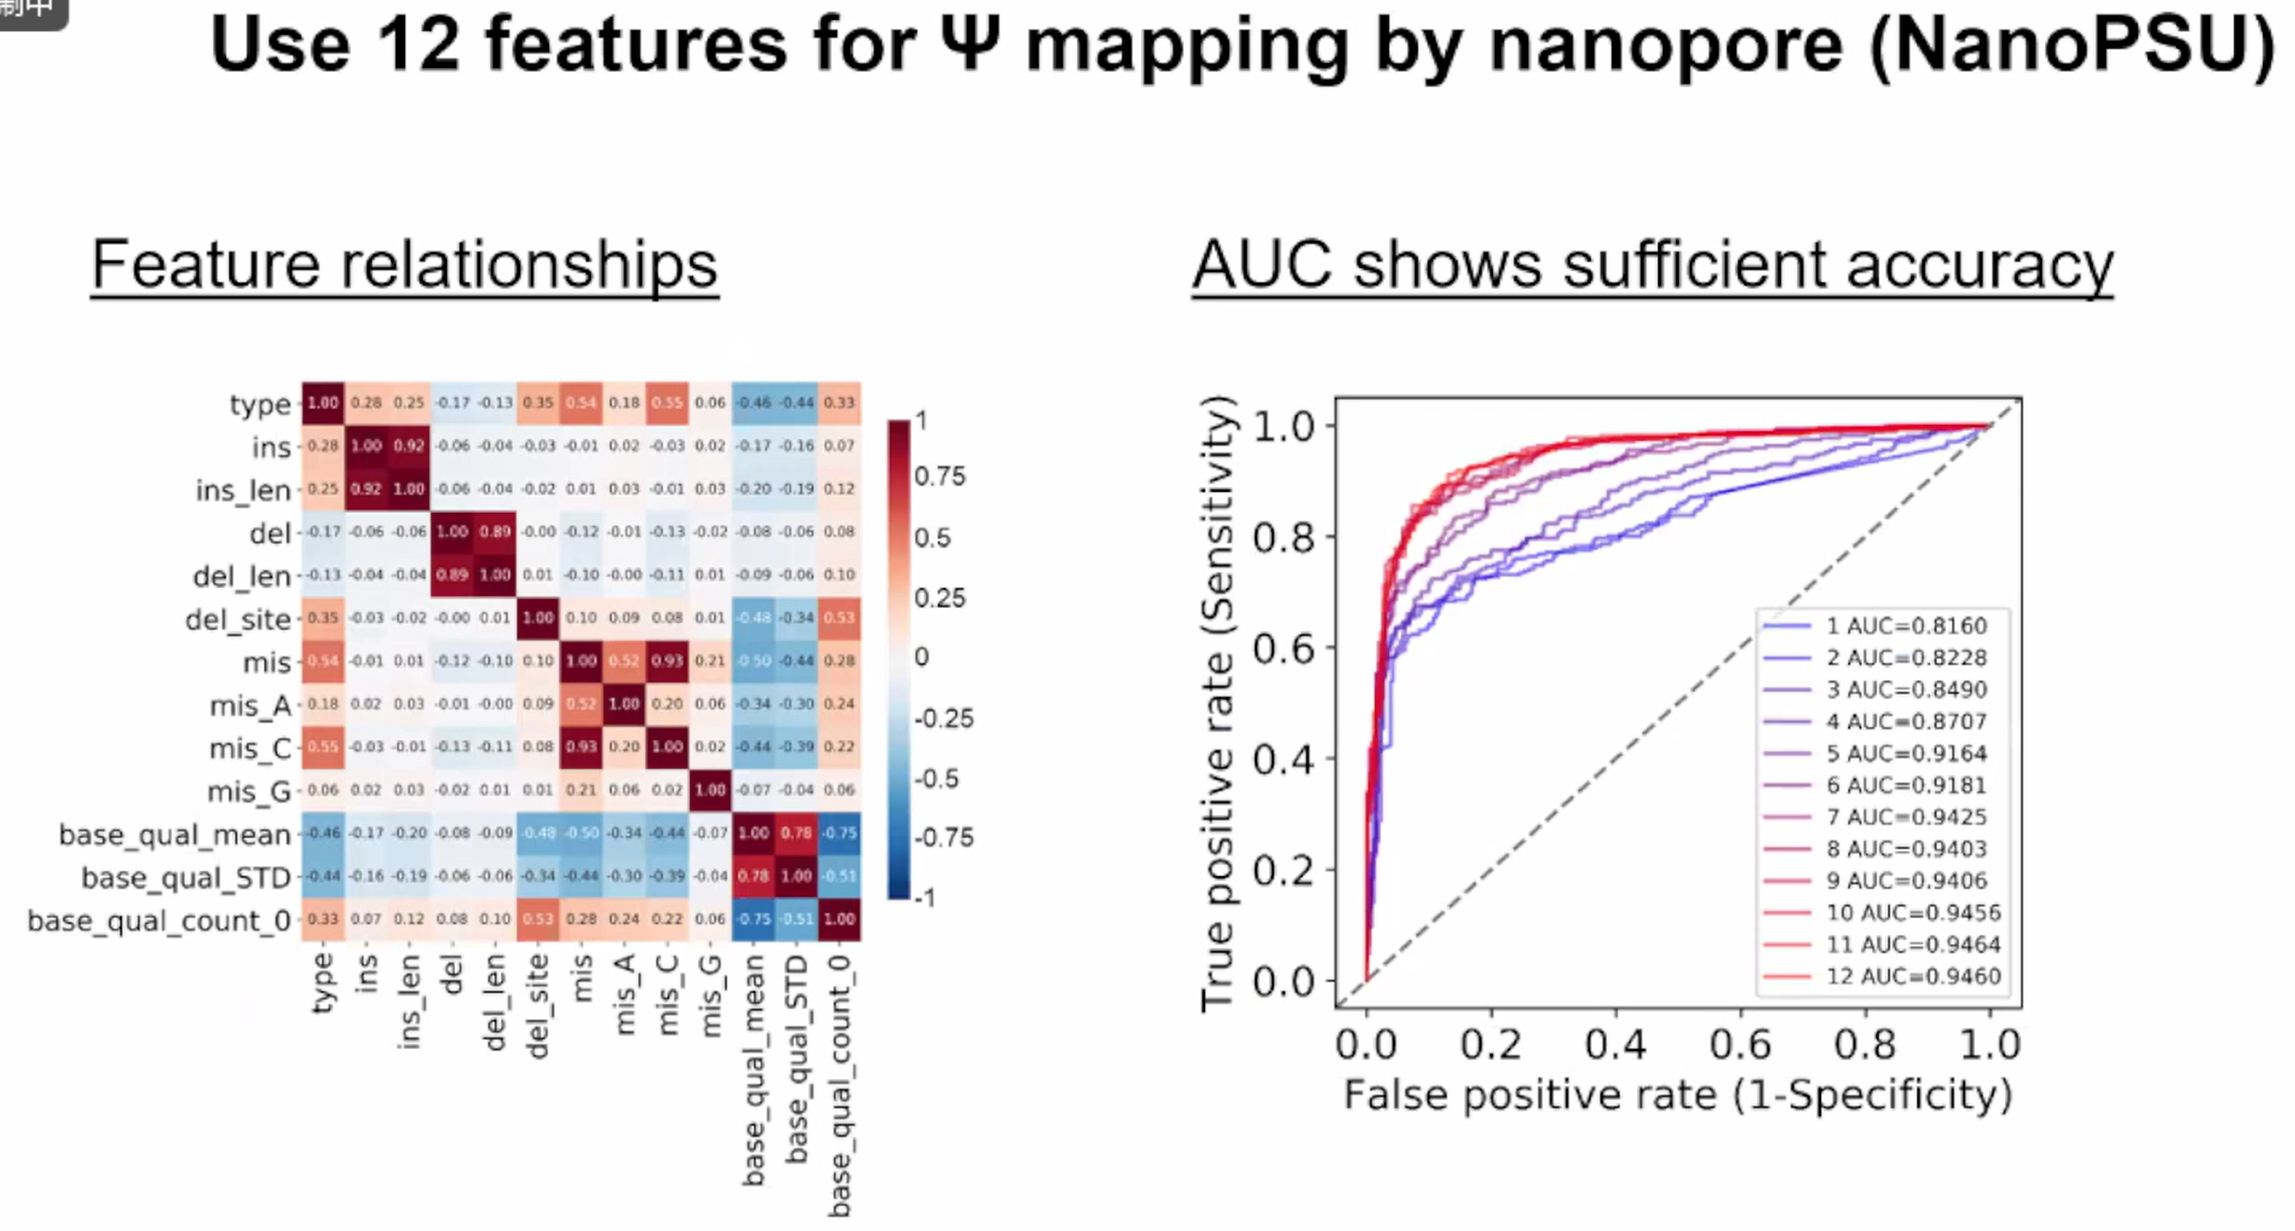 制中
Use 12 features for Ψ mapping by nanopore (NanoPSU)
Feature relationships
type 1.00 0.28 0.25 -0.17 -0.13 0.35 0.54 0.18 0.55 0.06 -0.46 -0.44 0.33
ins 0.28 1.00 0.92 -0.06 -0.04 -0.03 -0.01 0.02 -0.03 0.02 -0.17 -0.16 0.07
ins_len 0.25 0.92 1.00 -0.06 -0.04 -0.02 0.01 0.03 -0.01 0.03 -0.20 -0.19 0.12
del -0.17 -0.06 -0.06 1.00 0.89 -0.00 -0.12 -0.01 -0.13 -0.02 -0.08 -0.06 0.08
del_len -0.13 -0.04 -0.04 0.89 1.00 0.01 -0.10 -0.00 -0.11 0.01 -0.09 -0.06 0.10
del_site 0.35 -0.03 -0.02 -0.00 0.01 1.00 0.10 0.09 0.08 0.01 -0.48 -0.34 0.53
mis 0.54 -0.01 0.01 -0.12 -0.10 0.10 1.00 0.52 0.93 0.21 -0.50 -0.44 0.28
mis_A 0.18 0.02 0.03 -0.01 -0.00 0.09 0.52 1.00 0.20 0.06 -0.34 -0.30 0.24
mis_C 0.55 -0.03 -0.01 -0.13 -0.11 0.08 0.93 0.20 1.00 0.02 -0.44 -0.39 0.22
mis_G 0.06 0.02 0.03 -0.02 0.01 0.01 0.21 0.06 0.02 1.00 -0.07 -0.04 0.06
base_qual_mean -0.46 -0.17 -0.20 -0.08 -0.09 -0.48 -0.50 -0.34 -0.44 -0.07 1.00 0.78 -0.75
base_qual_STD -0.44 -0.16 -0.19 -0.06 -0.06 -0.34 -0.44 -0.30 -0.39 -0.04 0.78 1.00 -0.51
base_qual_count_0 0.33 0.07 0.12 0.08 0.10 0.53 0.28 0.24 0.22 0.06 -0.75 -0.51 1.00
type ins ins_len del del_len del_site mis mis_A mis_C mis_G base_qual_mean base_qual_STD base_qual_count_0
1
0.75
0.5
0.25
0
-0.25
-0.5
-0.75
-1
AUC shows sufficient accuracy
True positive rate (Sensitivity)
1.0
0.8
0.6
0.4
0.2
0.0
1 AUC=0.8160
2 AUC=0.8228
3 AUC=0.8490
4 AUC=0.8707
5 AUC=0.9164
6 AUC=0.9181
7 AUC=0.9425
8 AUC=0.9403
9 AUC=0.9406
10 AUC=0.9456
11 AUC=0.9464
12 AUC=0.9460
0.0 0.2 0.4 0.6 0.8 1.0
False positive rate (1-Specificity)